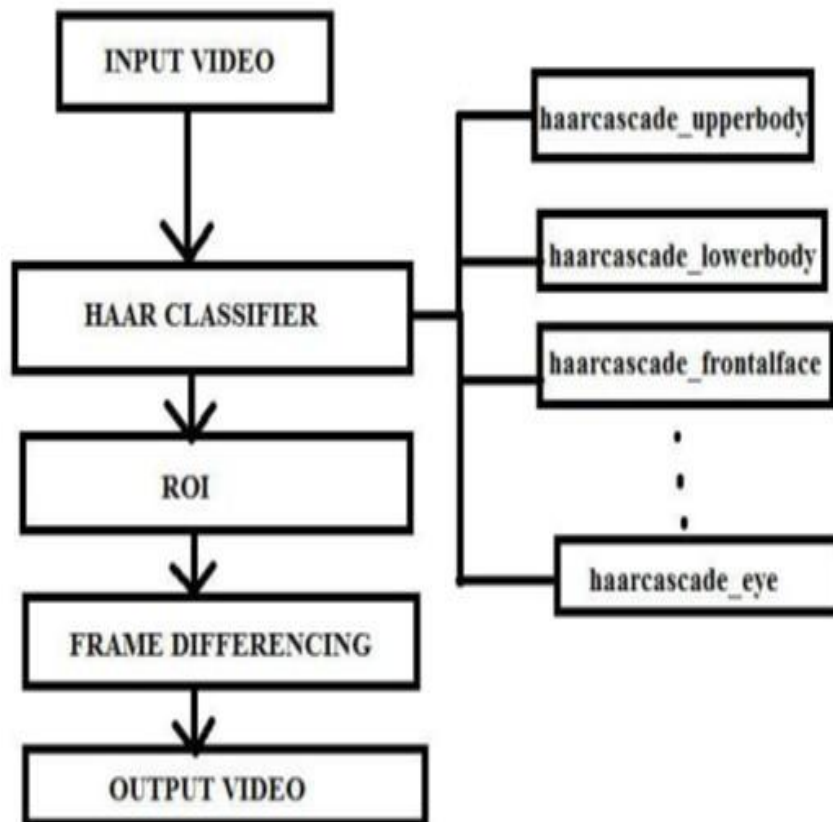 INPUT VIDEO
HAAR CLASSIFIER
ROI
FRAME DIFFERENCING
OUTPUT VIDEO
haarcascade_upperbody
haarcascade_lowerbody
haarcascade_frontalface
haarcascade_eye